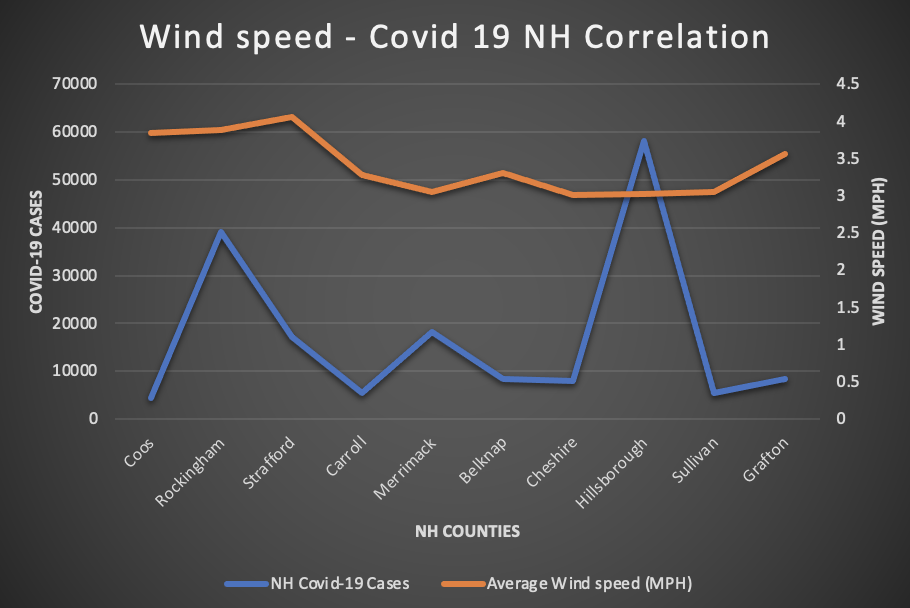 Wind speed - Covid 19 NH Correlation
70000
60000
50000
40000
30000
20000
10000
0
COVID-19 CASES
4.5
4
3.5
3
2.5
2
1.5
1
0.5
0
WIND SPEED (MPH)
Coos
Rockingham
Strafford
Carroll
Merrimack
Belknap
Cheshire
Hillsborough
Sullivan
Grafton
NH COUNTIES
NH Covid-19 Cases
Average Wind speed (MPH)